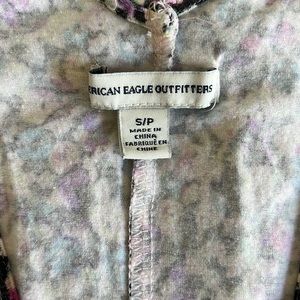 ERICAN EAGLE OUTFITTERS
S/P
MADE IN
CHINA
FABRIQUÉ EN
CHINE